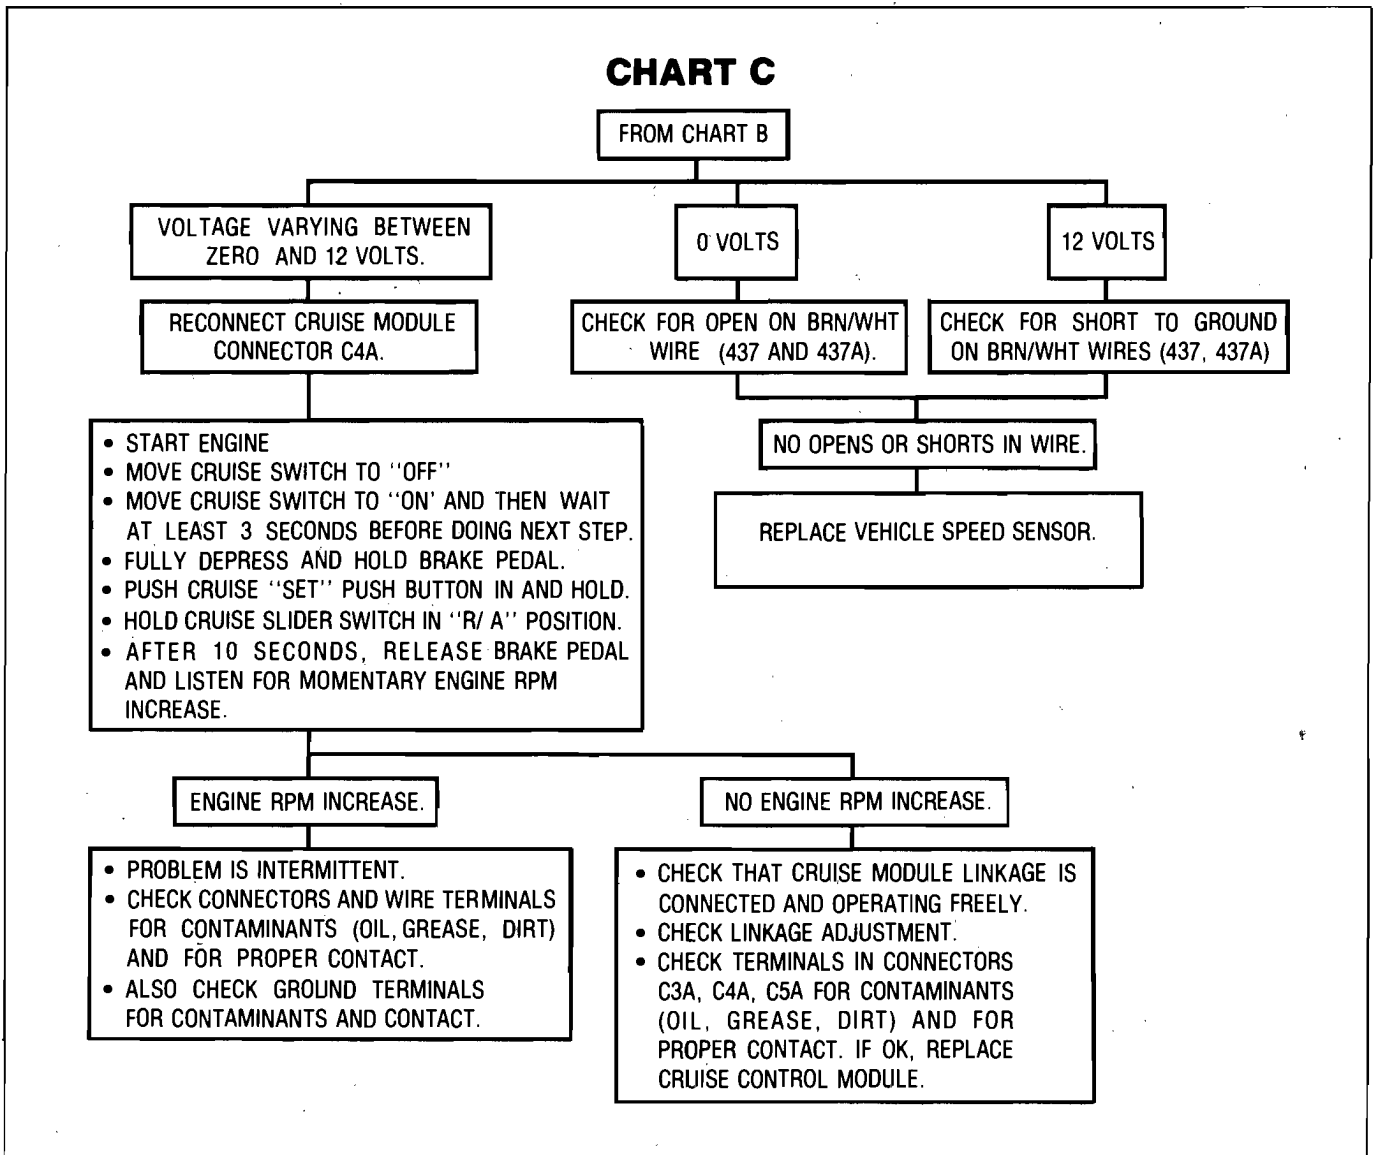 CHART C
FROM CHART B
VOLTAGE VARYING BETWEEN
ZERO AND 12 VOLTS.
0 VOLTS
12 VOLTS
RECONNECT CRUISE MODULE
CONNECTOR C4A.
CHECK FOR OPEN ON BRN/WHT
WIRE (437 AND 437A).
CHECK FOR SHORT TO GROUND
ON BRN/WHT WIRES (437, 437A)
• START ENGINE
• MOVE CRUISE SWITCH TO "OFF"
• MOVE CRUISE SWITCH TO "ON' AND THEN WAIT
AT LEAST 3 SECONDS BEFORE DOING NEXT STEP.
• FULLY DEPRESS AND HOLD BRAKE PEDAL.
• PUSH CRUISE "SET" PUSH BUTTON IN AND HOLD.
• HOLD CRUISE SLIDER SWITCH IN "R/ A" POSITION.
• AFTER 10 SECONDS, RELEASE BRAKE PEDAL
AND LISTEN FOR MOMENTARY ENGINE RPM
INCREASE.
NO OPENS OR SHORTS IN WIRE.
REPLACE VEHICLE SPEED SENSOR.
ENGINE RPM INCREASE.
NO ENGINE RPM INCREASE.
• PROBLEM IS INTERMITTENT.
• CHECK CONNECTORS AND WIRE TERMINALS
FOR CONTAMINANTS (OIL, GREASE, DIRT)
AND FOR PROPER CONTACT.
• ALSO CHECK GROUND TERMINALS
FOR CONTAMINANTS AND CONTACT.
• CHECK THAT CRUISE MODULE LINKAGE IS
CONNECTED AND OPERATING FREELY.
• CHECK LINKAGE ADJUSTMENT.
• CHECK TERMINALS IN CONNECTORS
C3A, C4A, C5A FOR CONTAMINANTS
(OIL, GREASE, DIRT) AND FOR
PROPER CONTACT. IF OK, REPLACE
CRUISE CONTROL MODULE.